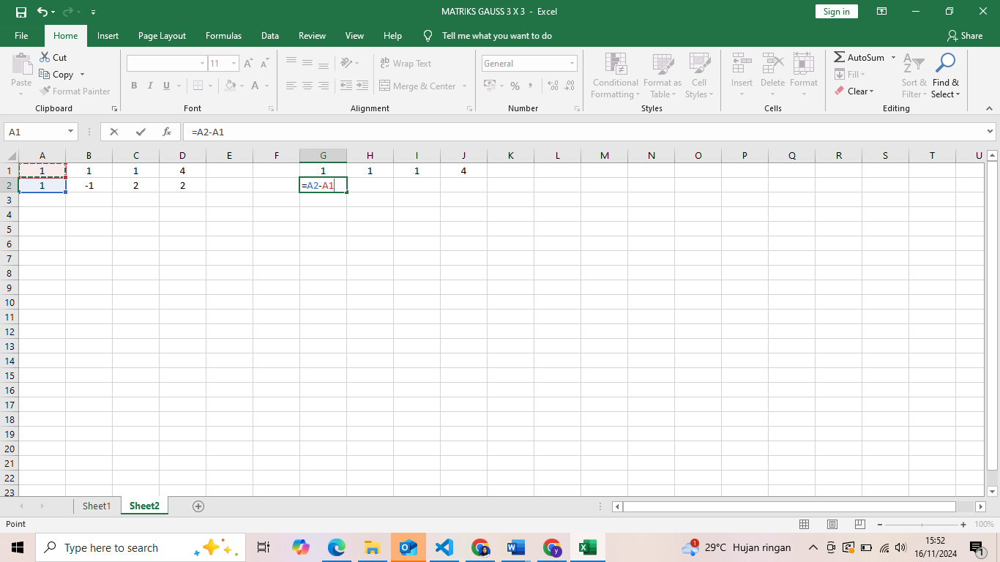 MATRIKS GAUSS 3 X 3 - Excel
Sign in
File Home Insert Page Layout Formulas Data Review View Help Tell me what you want to do Share
Paste
Cut
Copy
Format Painter
Clipboard
11
B I U A
Font
Wrap Text
Merge & Center
Alignment
General
%
Number
Conditional Formatting
Format as Table
Cell Styles
Styles
Insert
Delete
Format
Cells
AutoSum
Fill
Clear
Sort & Filter
Find & Select
Editing
A1 fx =A2-A1
A B C D E F G H I J K L M N O P Q R S T U
1 1 1 1 4 1 1 1 4
2 1 -1 2 2 =A2-A1
3
4
5
6
7
8
9
10
11
12
13
14
15
16
17
18
19
20
21
22
23
Sheet1 Sheet2
Point 100%
Type here to search
29°C Hujan ringan
15:52
16/11/2024